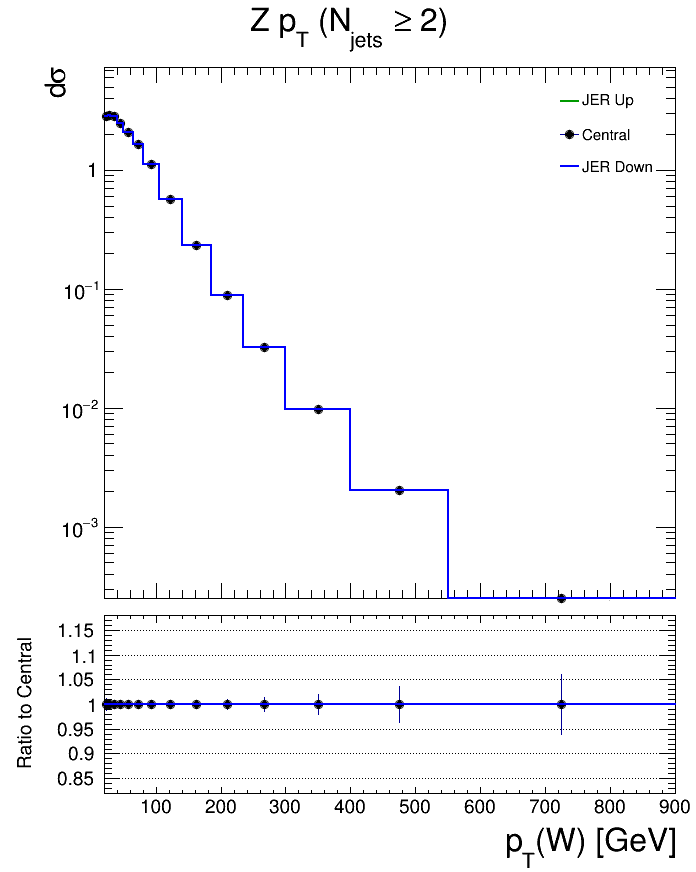 Z p_T (N_jets ≥ 2)
dσ
JER Up
Central
JER Down
1
10⁻¹
10⁻²
10⁻³
Ratio to Central
1.15
1.1
1.05
1
0.95
0.9
0.85
100 200 300 400 500 600 700 800 900
p_T(W) [GeV]